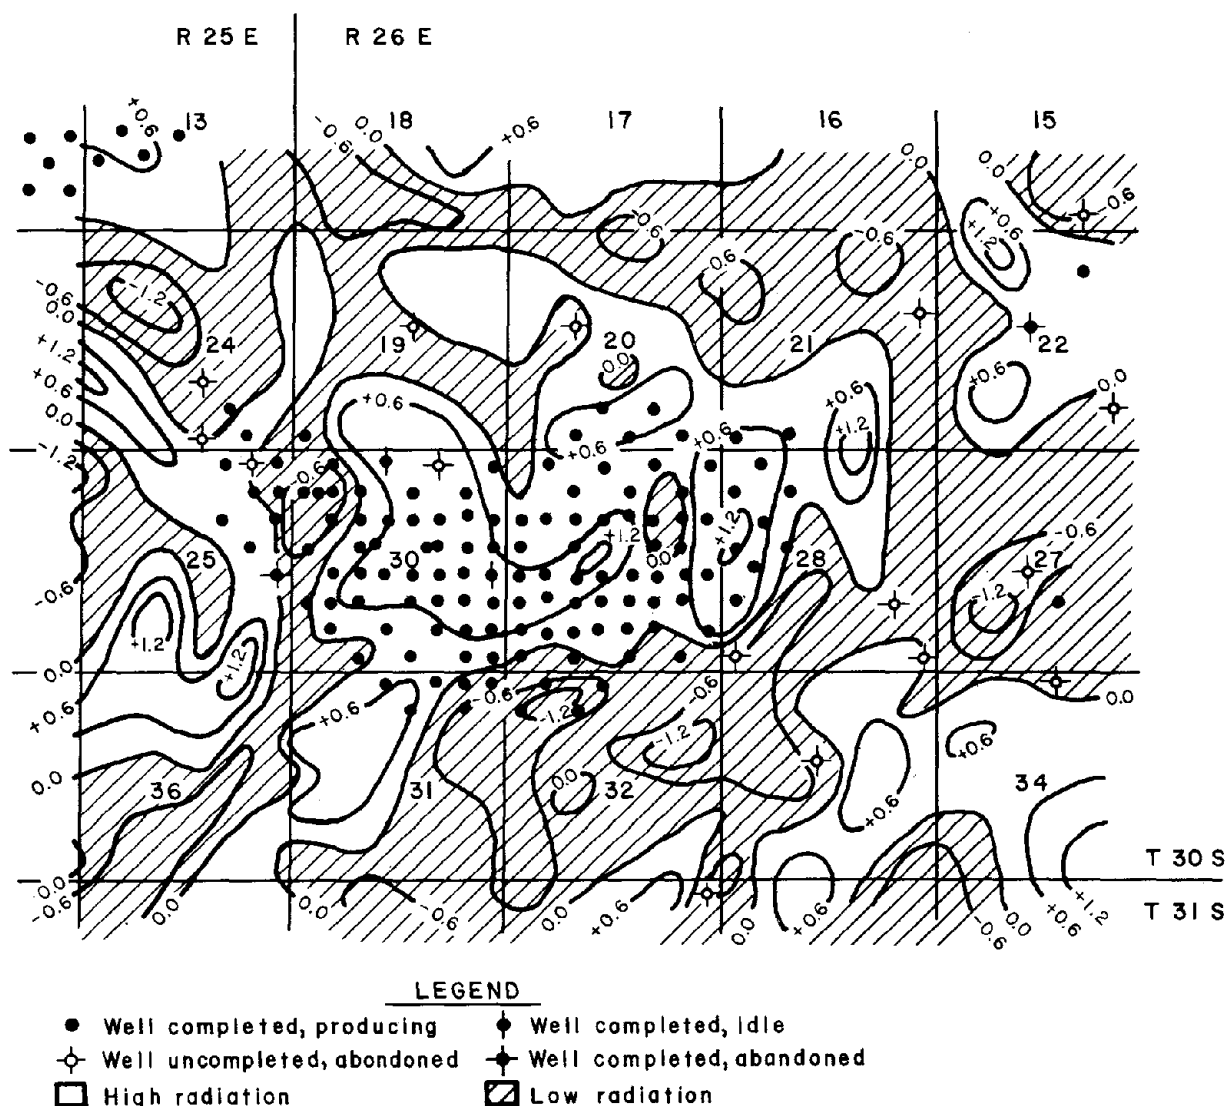 R 25 E R 26 E
13 18 17 16 15
+0.6 -0.6 0.0 +0.6 0.0 0.0
-0.6 -0.6 -0.6 +0.6 -0.6
-1.2 -0.6 +1.2
-0.6
0.0
24 19 20 21 22
+1.2 0.0
+0.6 +0.6 +0.6 +0.6 0.0
0.0 +0.6 +0.6 +1.2
-1.2 -0.6
+1.2 +1.2 -0.6
25 30 0.0 28 27
-0.6 -1.2
+1.2 +1.2
0.0 -0.6 -0.6 0.0
+0.6 +0.6 -1.2 -1.2 +0.6
0.0 36 31 0.0 32 34
+0.6
T 30 S
0.0
-0.6 0.0 0.0 -0.6 0.0 +0.6 0.0 +0.6 -0.6 0.0 +0.6 +1.2
T 31 S
LEGEND
Well completed, producing Well completed, idle
Well uncompleted, abondoned Well completed, abandoned
High radiation Low radiation